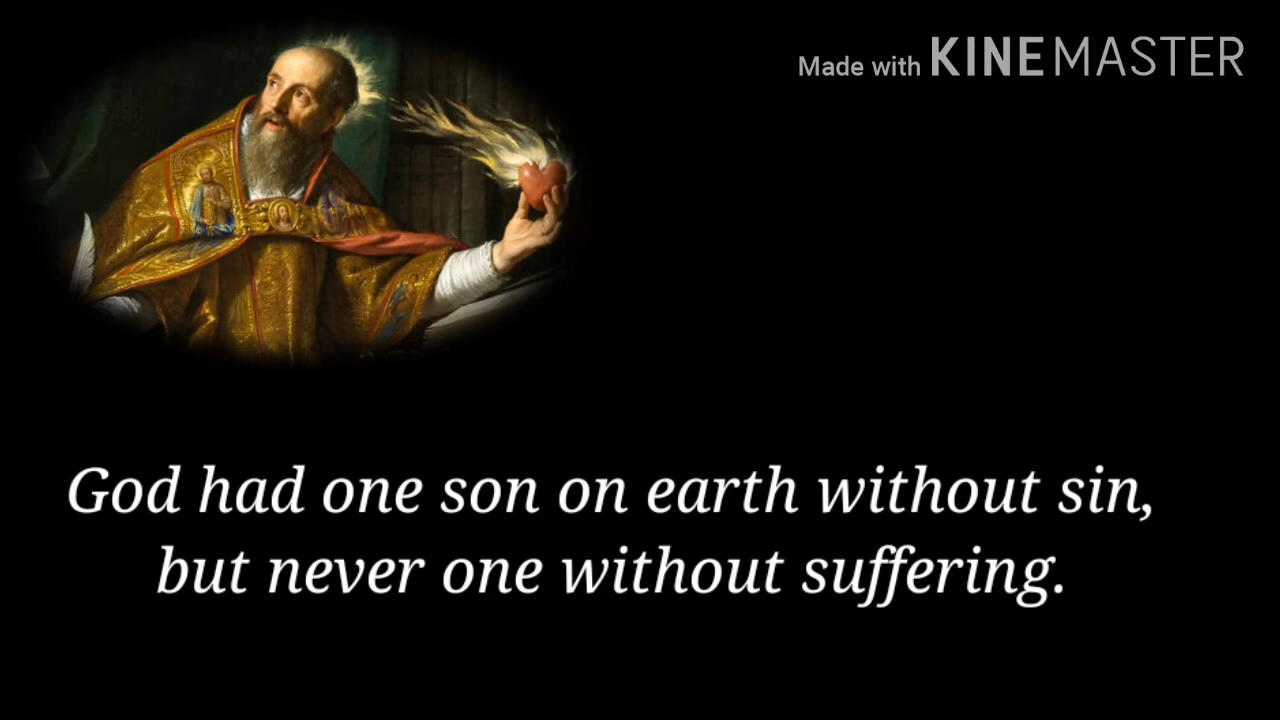 Made with KINEMASTER
God had one son on earth without sin,
but never one without suffering.